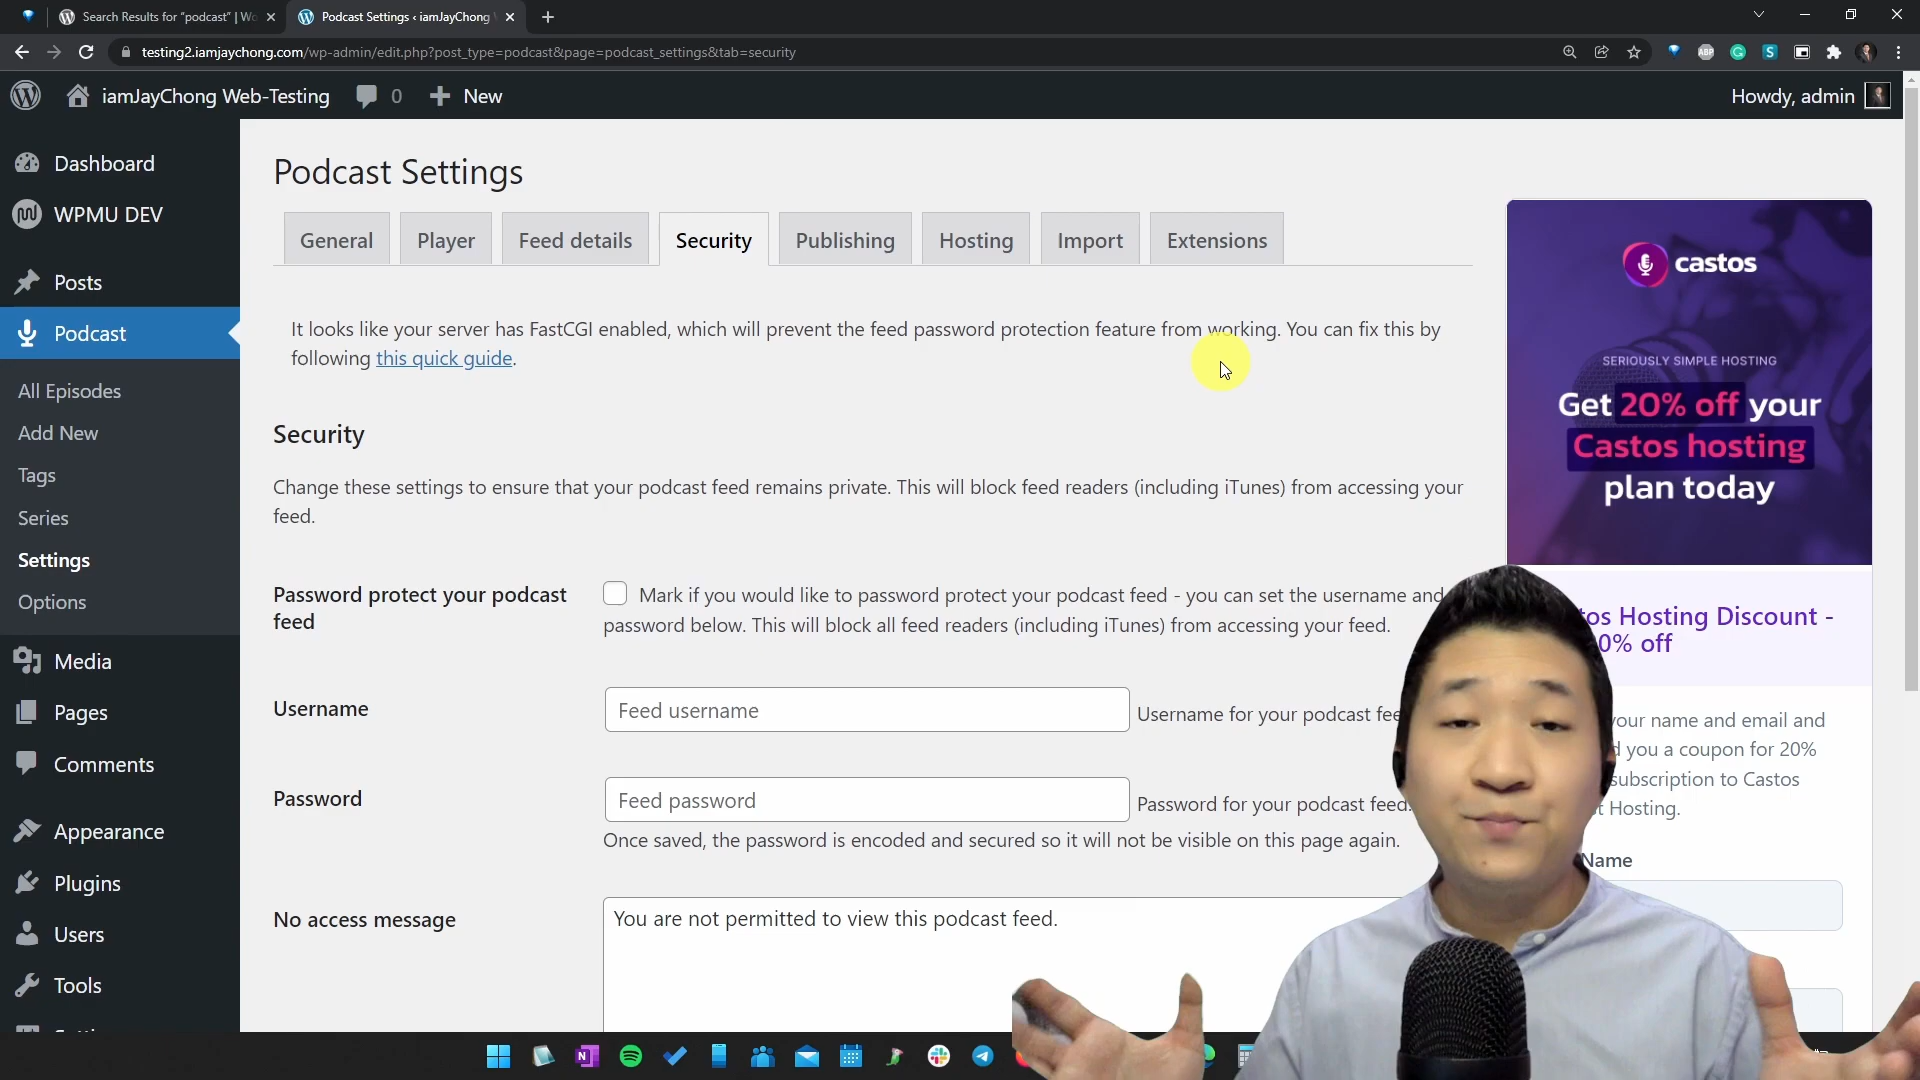 Search Results for "podcast" | Wo
Podcast Settings ‹ iamJayChong
testing2.iamjaychong.com/wp-admin/edit.php?post_type=podcast&page=podcast_settings&tab=security
ABP
S
iamJayChong Web-Testing
0
New
Howdy, admin
Dashboard
WPMU DEV
Posts
Podcast
All Episodes
Add New
Tags
Series
Settings
Options
Media
Pages
Comments
Appearance
Plugins
Users
Tools
Podcast Settings
General
Player
Feed details
Security
Publishing
Hosting
Import
Extensions
It looks like your server has FastCGI enabled, which will prevent the feed password protection feature from working. You can fix this by
following this quick guide.
Security
Change these settings to ensure that your podcast feed remains private. This will block feed readers (including iTunes) from accessing your
feed.
Password protect your podcast
feed
Mark if you would like to password protect your podcast feed - you can set the username and
password below. This will block all feed readers (including iTunes) from accessing your feed.
Username
Feed username
Username for your podcast fee
Password
Feed password
Password for your podcast feed.
Once saved, the password is encoded and secured so it will not be visible on this page again.
No access message
You are not permitted to view this podcast feed.
castos
SERIOUSLY SIMPLE HOSTING
Get 20% off your
Castos hosting
plan today
tos Hosting Discount -
0% off
your name and email and
d you a coupon for 20%
subscription to Castos
t Hosting.
Name
N